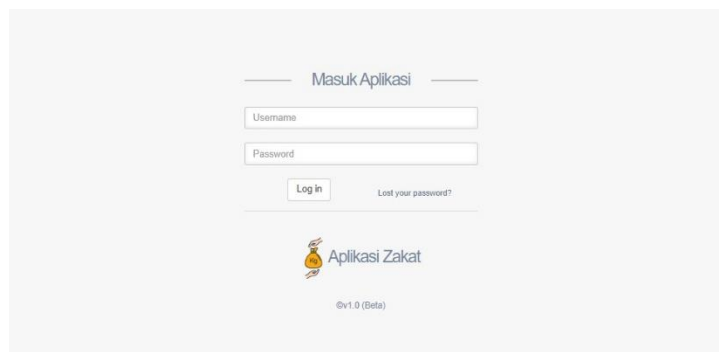 Masuk Aplikasi
Username
Password
Log in
Lost your password?
Aplikasi Zakat
©v1.0 (Beta)